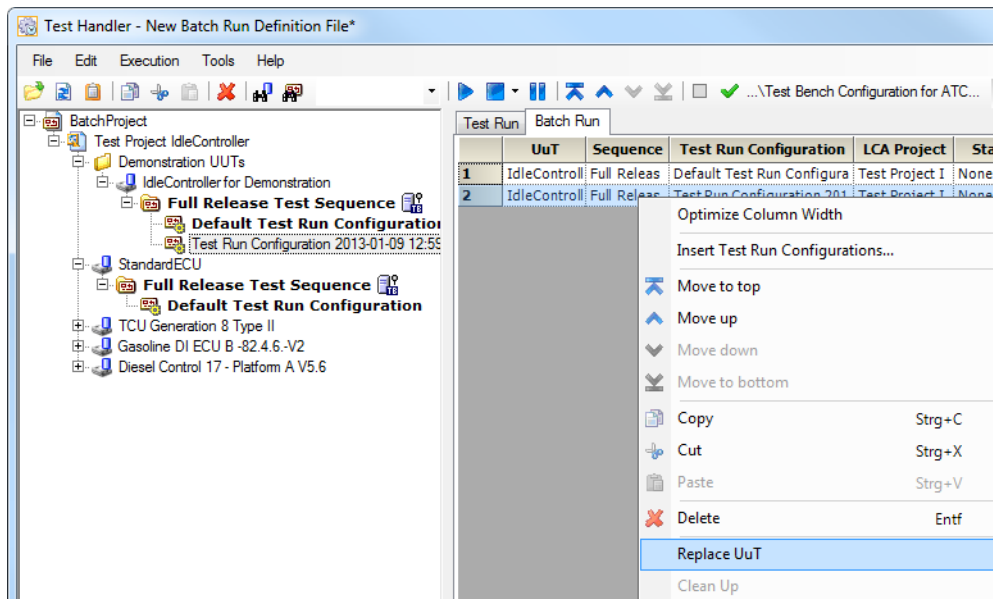 Test Handler - New Batch Run Definition File*
File Edit Execution Tools Help
...\Test Bench Configuration for ATC...
BatchProject
Test Project IdleController
Demonstration UUTs
IdleController for Demonstration
Full Release Test Sequence
Default Test Run Configuration
Test Run Configuration 2013-01-09 12:59
StandardECU
Full Release Test Sequence
Default Test Run Configuration
TCU Generation 8 Type II
Gasoline DI ECU B -82.4.6.-V2
Diesel Control 17 - Platform A V5.6
Test Run Batch Run
UuT Sequence Test Run Configuration LCA Project Sta
1 IdleControll Full Releas Default Test Run Configura Test Project I None
2 IdleControll Full Releas Test Run Configuration 201 Test Project I None
Optimize Column Width
Insert Test Run Configurations...
Move to top
Move up
Move down
Move to bottom
Copy Strg+C
Cut Strg+X
Paste Strg+V
Delete Entf
Replace UuT
Clean Up